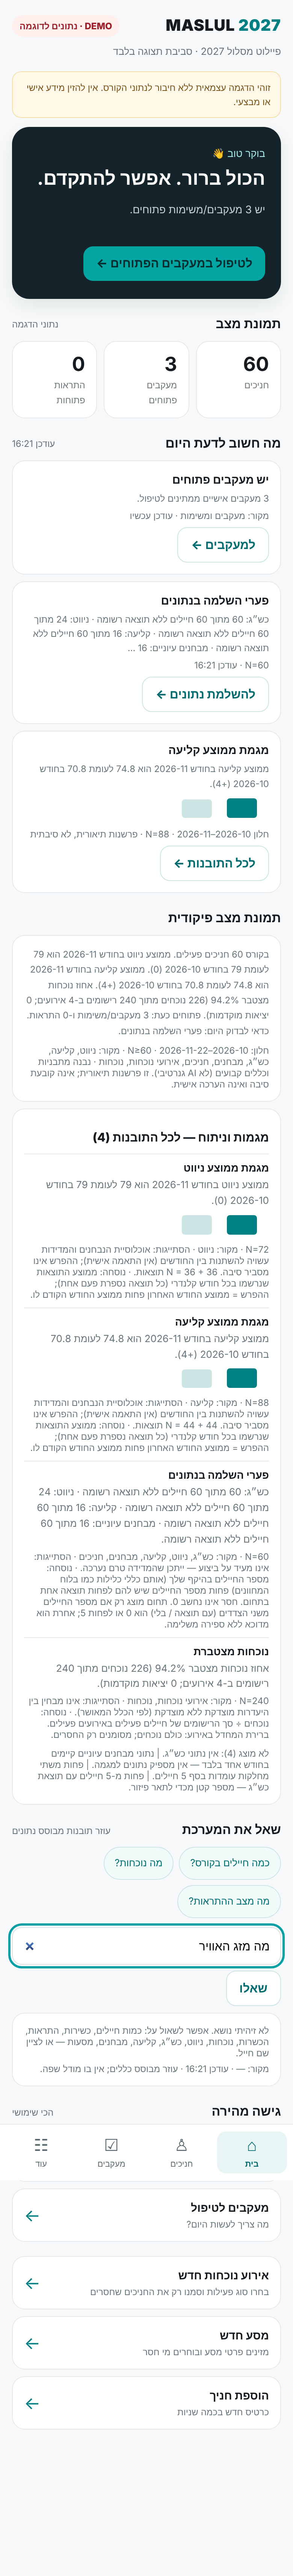 MASLUL 2027
DEMO · נתונים לדוגמה
פיילוט מסלול 2027 · סביבת תצוגה בלבד
זוהי הדגמה עצמאית ללא חיבור לנתוני הקורס. אין להזין מידע אישי
או מבצעי.
בוקר טוב 👋
הכול ברור. אפשר להתקדם.
יש 3 מעקבים/משימות פתוחים.
לטיפול במעקבים הפתוחים ←
תמונת מצב
נתוני הדגמה
60
חניכים
3
מעקבים
פתוחים
0
התראות
פתוחות
מה חשוב לדעת היום
עודכן 16:21
יש מעקבים פתוחים
3 מעקבים אישיים ממתינים לטיפול.
מקור: מעקבים ומשימות · עודכן עכשיו
למעקבים ←
פערי השלמה בנתונים
כש״ג: 60 מתוך 60 חיילים ללא תוצאה רשומה · ניווט: 24 מתוך
60 חיילים ללא תוצאה רשומה · קליעה: 16 מתוך 60 חיילים ללא
תוצאה רשומה · מבחנים עיוניים: 16 …
N=60 · עודכן 16:21
להשלמת נתונים ←
מגמת ממוצע קליעה
ממוצע קליעה בחודש 2026-11 הוא 74.8 לעומת 70.8 בחודש
2026-10 (+4).
חלון 2026-10–2026-11 · N=88 · פרשנות תיאורית, לא סיבתית
לכל התובנות ←
תמונת מצב פיקודית
בקורס 60 חניכים פעילים. ממוצע ניווט בחודש 2026-11 הוא 79
לעומת 79 בחודש 2026-10 (0). ממוצע קליעה בחודש 2026-11
הוא 74.8 לעומת 70.8 בחודש 2026-10 (+4). אחוז נוכחות
מצטבר 94.2% (226 נוכחים מתוך 240 רישומים ב-4 אירועים; 0
יציאות מוקדמות). פתוחים כעת: 3 מעקבים/משימות ו-0 התראות.
כדאי לבדוק היום: פערי השלמה בנתונים.
חלון: 2026-10–2026-11-22 · N≥60 · מקור: ניווט, קליעה,
כש״ג, מבחנים, חניכים, אירועי נוכחות, נוכחות · נבנה מתבניות
וכללים קבועים (לא AI גנרטיבי). זו פרשנות תיאורית; אינה קובעת
סיבה ואינה הערכה אישית.
מגמות וניתוח — לכל התובנות (4)
מגמת ממוצע ניווט
ממוצע ניווט בחודש 2026-11 הוא 79 לעומת 79 בחודש
2026-10 (0).
N=72 · מקור: ניווט · הסתייגות: אוכלוסיית הנבחנים והמדידות
עשויה להשתנות בין החודשים (אין התאמה אישית); ההפרש אינו
מסביר סיבה. N = 36 + 36 תוצאות. · נוסחה: ממוצע התוצאות
שנרשמו בכל חודש קלנדרי (כל תוצאה נספרת פעם אחת);
ההפרש = ממוצע החודש האחרון פחות ממוצע החודש הקודם לו.
מגמת ממוצע קליעה
ממוצע קליעה בחודש 2026-11 הוא 74.8 לעומת 70.8
בחודש 2026-10 (+4).
N=88 · מקור: קליעה · הסתייגות: אוכלוסיית הנבחנים והמדידות
עשויה להשתנות בין החודשים (אין התאמה אישית); ההפרש אינו
מסביר סיבה. N = 44 + 44 תוצאות. · נוסחה: ממוצע התוצאות
שנרשמו בכל חודש קלנדרי (כל תוצאה נספרת פעם אחת);
ההפרש = ממוצע החודש האחרון פחות ממוצע החודש הקודם לו.
פערי השלמה בנתונים
כש״ג: 60 מתוך 60 חיילים ללא תוצאה רשומה · ניווט: 24
מתוך 60 חיילים ללא תוצאה רשומה · קליעה: 16 מתוך 60
חיילים ללא תוצאה רשומה · מבחנים עיוניים: 16 מתוך 60
חיילים ללא תוצאה רשומה.
N=60 · מקור: כש״ג, ניווט, קליעה, מבחנים, חניכים · הסתייגות:
אינו מעיד על ביצוע — ייתכן שהמדידה טרם נערכה. · נוסחה:
מספר החיילים בהיקף שלך (אותם כללי כלילות כמו בלוח
המחוונים) פחות מספר החיילים שיש להם לפחות תוצאה אחת
בתחום. חסר אינו נחשב 0. תחום מוצג רק אם מספר החיילים
משני הצדדים (עם תוצאה / בלי) הוא 0 או לפחות 5; אחרת הוא
מדוכא ללא ספירה משלימה.
נוכחות מצטברת
אחוז נוכחות מצטבר 94.2% (226 נוכחים מתוך 240
רישומים ב-4 אירועים; 0 יציאות מוקדמות).
N=240 · מקור: אירועי נוכחות, נוכחות · הסתייגות: אינו מבחין בין
היעדרות מוצדקת ללא מוצדקת (לפי הכלל המאושר). · נוסחה:
נוכחים ÷ סך הרישומים של חיילים פעילים באירועים פעילים.
ברירת המחדל באירוע: כולם נוכחים; מסומנים רק החסרים.
לא מוצג (4): אין נתוני כש״ג. | נתוני מבחנים עיוניים קיימים
בחודש אחד בלבד — אין מספיק נתונים למגמה. | פחות משתי
מחלקות עומדות בסף 5 חיילים. | פחות מ-5 חיילים עם תוצאות
כש״ג — מספר קטן מכדי לתאר פיזור.
שאל את המערכת
עוזר תובנות מבוסס נתונים
כמה חיילים בקורס?
מה נוכחות?
מה מצב ההתראות?
מה מזג האוויר
×
שאלו
לא זיהיתי נושא. אפשר לשאול על: כמות חיילים, כשירות, התראות,
הכשרות, נוכחות, ניווט, כש״ג, קליעה, מבחנים, מסעות — או לציין
שם חייל.
מקור: — · עודכן 16:21 · עוזר מבוסס כללים; אין בו מודל שפה.
גישה מהירה
הכי שימושי
בית
חניכים
מעקבים
עוד
מעקבים לטיפול
מה צריך לעשות היום?
←
אירוע נוכחות חדש
בחרו סוג פעילות וסמנו רק את החניכים שחסרים
←
מסע חדש
מזינים פרטי מסע ובוחרים מי חסר
←
הוספת חניך
כרטיס חדש בכמה שניות
←